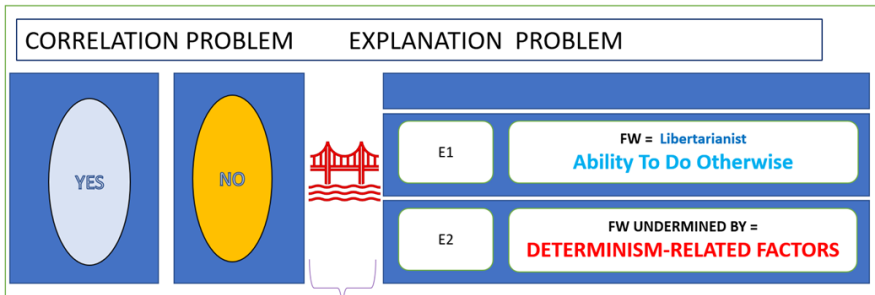 CORRELATION PROBLEM EXPLANATION PROBLEM
YES
NO
E1
FW = Libertarianist
Ability To Do Otherwise
E2
FW UNDERMINED BY =
DETERMINISM-RELATED FACTORS